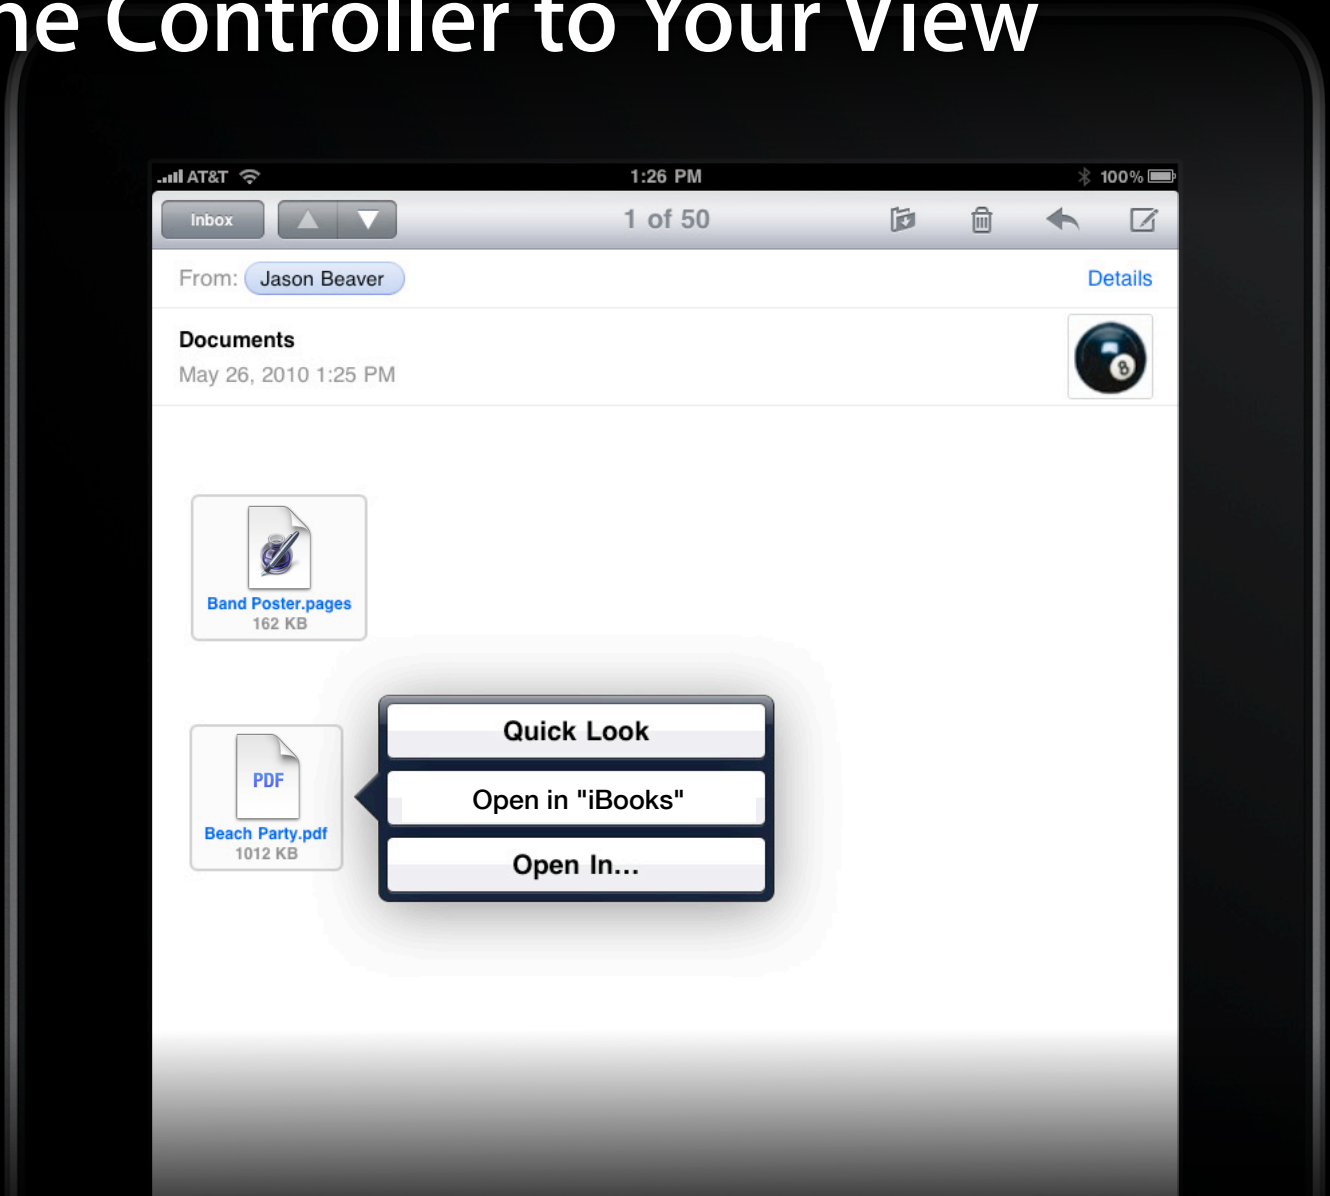 ne Controller to Your View
AT&T 1:26 PM 100%
Inbox 1 of 50
From: Jason Beaver Details
Documents
May 26, 2010 1:25 PM
8
Band Poster.pages
162 KB
Quick Look
PDF
Open in "iBooks"
Beach Party.pdf
1012 KB
Open In...